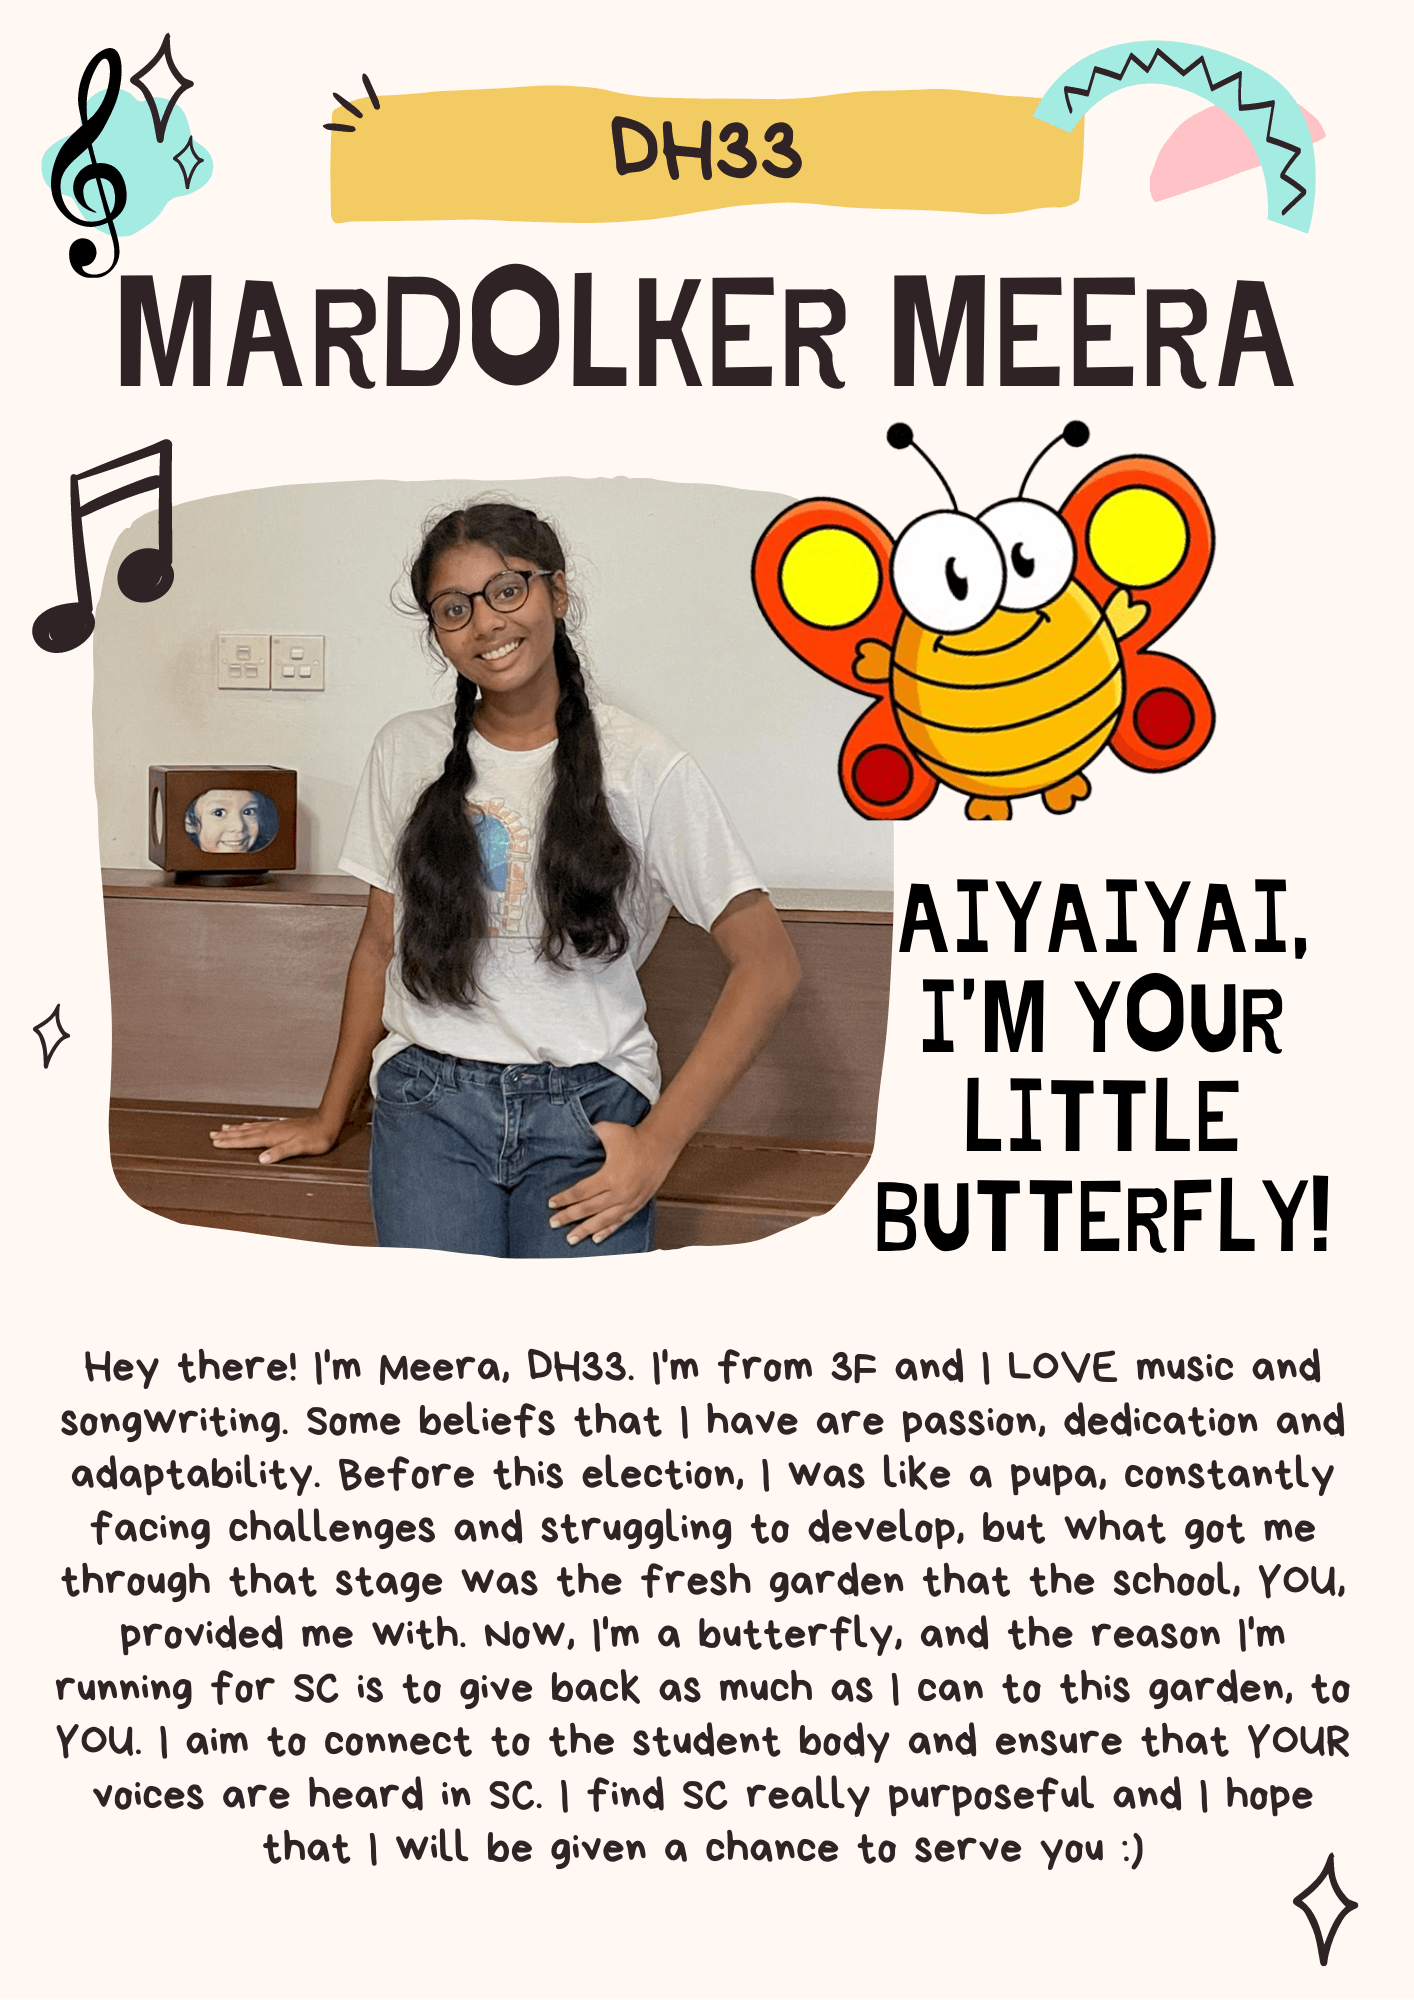 DH33
MARDOLKER MEERA
AIYAIYAI,
I'M YOUR
LITTLE
BUTTERFLY!
Hey there! I'm Meera, DH33. I'm from 3F and I LOVE music and
songwriting. Some beliefs that I have are passion, dedication and
adaptability. Before this election, I was like a pupa, constantly
facing challenges and struggling to develop, but what got me
through that stage was the fresh garden that the school, YOU,
provided me with. Now, I'm a butterfly, and the reason I'm
running for SC is to give back as much as I can to this garden, to
YOU. I aim to connect to the student body and ensure that YOUR
voices are heard in SC. I find SC really purposeful and I hope
that I will be given a chance to serve you :)